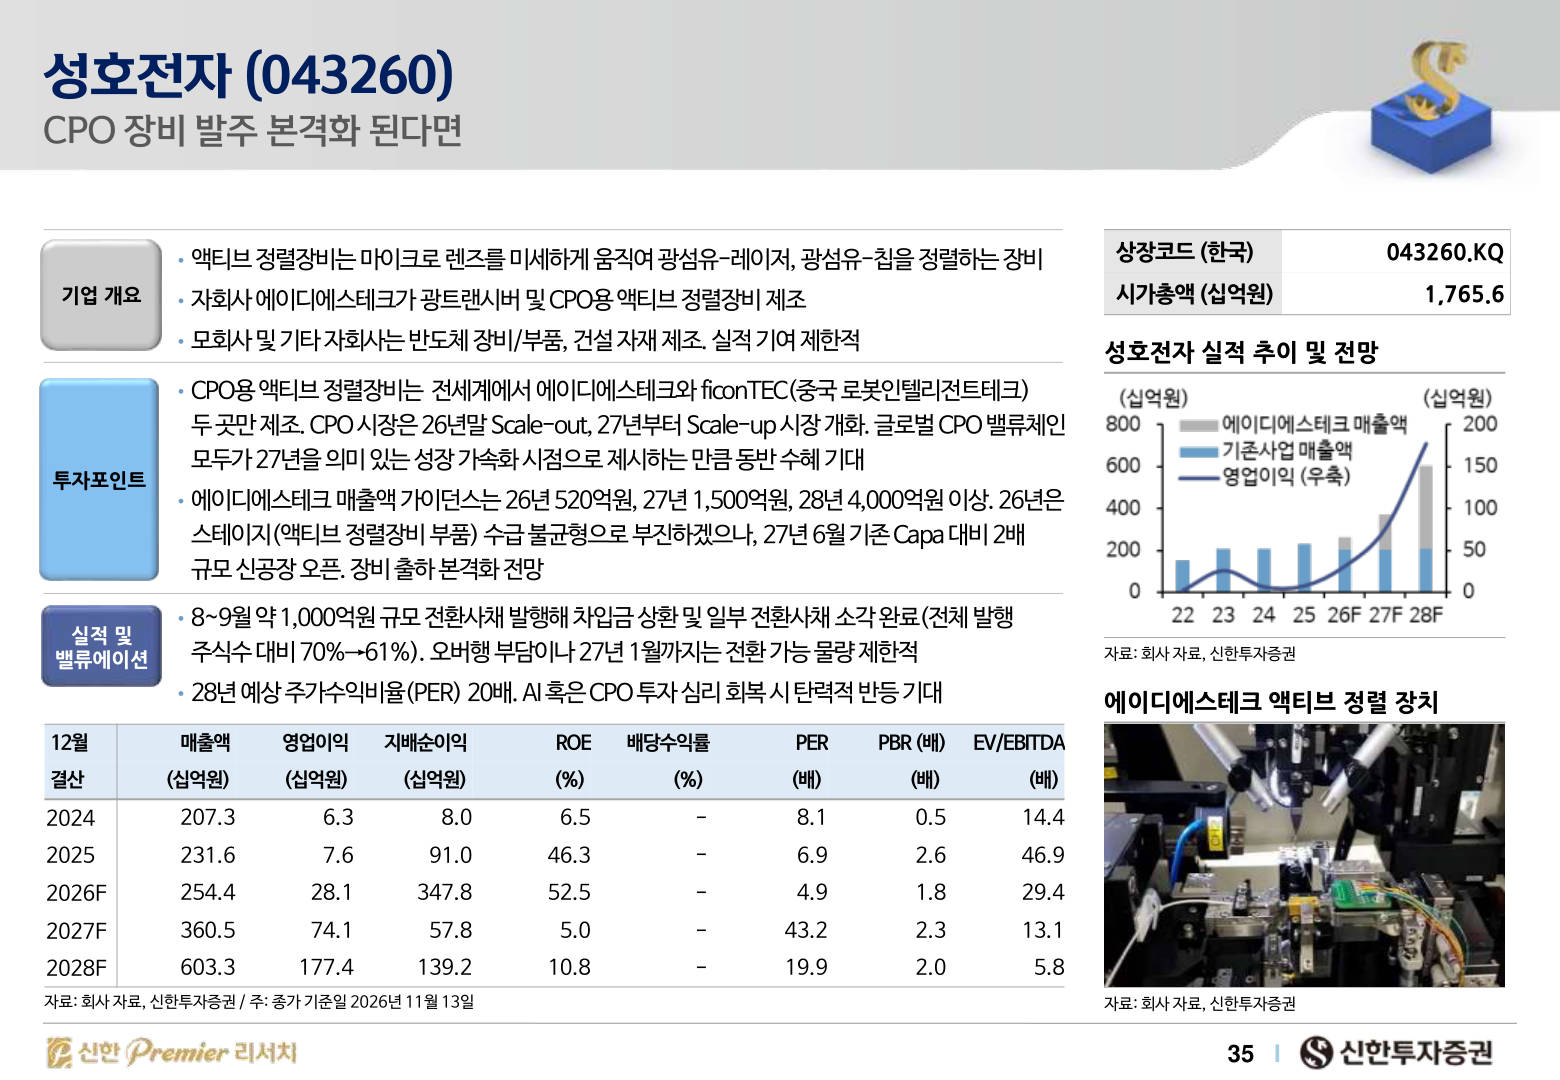 성호전자 (043260)
CPO 장비 발주 본격화 된다면
기업 개요
• 액티브 정렬장비는 마이크로 렌즈를 미세하게 움직여 광섬유-레이저, 광섬유-칩을 정렬하는 장비
• 자회사 에이디에스테크가 광트랜시버 및 CPO용 액티브 정렬장비 제조
• 모회사 및 기타 자회사는 반도체 장비/부품, 건설 자재 제조. 실적 기여 제한적
투자포인트
• CPO용 액티브 정렬장비는 전세계에서 에이디에스테크와 ficonTEC(중국 로봇인텔리전트테크)
두 곳만 제조. CPO 시장은 26년말 Scale-out, 27년부터 Scale-up 시장 개화. 글로벌 CPO 밸류체인
모두가 27년을 의미 있는 성장 가속화 시점으로 제시하는 만큼 동반 수혜 기대
• 에이디에스테크 매출액 가이던스는 26년 520억원, 27년 1,500억원, 28년 4,000억원 이상. 26년은
스테이지(액티브 정렬장비 부품) 수급 불균형으로 부진하겠으나, 27년 6월 기존 Capa 대비 2배
규모 신공장 오픈. 장비 출하 본격화 전망
실적 및
밸류에이션
• 8~9월 약 1,000억원 규모 전환사채 발행해 차입금 상환 및 일부 전환사채 소각 완료(전체 발행
주식수 대비 70%→61%). 오버행 부담이나 27년 1월까지는 전환 가능 물량 제한적
• 28년 예상 주가수익비율(PER) 20배. AI 혹은 CPO 투자 심리 회복 시 탄력적 반등 기대
12월 매출액 영업이익 지배순이익 ROE 배당수익률 PER PBR (배) EV/EBITDA
결산 (십억원) (십억원) (십억원) (%) (%) (배) (배) (배)
2024 207.3 6.3 8.0 6.5 – 8.1 0.5 14.4
2025 231.6 7.6 91.0 46.3 – 6.9 2.6 46.9
2026F 254.4 28.1 347.8 52.5 – 4.9 1.8 29.4
2027F 360.5 74.1 57.8 5.0 – 43.2 2.3 13.1
2028F 603.3 177.4 139.2 10.8 – 19.9 2.0 5.8
자료: 회사 자료, 신한투자증권 / 주: 종가 기준일 2026년 11월 13일
상장코드 (한국) 043260.KQ
시가총액 (십억원) 1,765.6
성호전자 실적 추이 및 전망
(십억원) (십억원)
에이디에스테크 매출액
기존사업 매출액
영업이익 (우축)
800 200
600 150
400 100
200 50
0 0
22 23 24 25 26F 27F 28F
자료: 회사 자료, 신한투자증권
에이디에스테크 액티브 정렬 장치
CH2
자료: 회사 자료, 신한투자증권
신한 Premier 리서치
35
신한투자증권